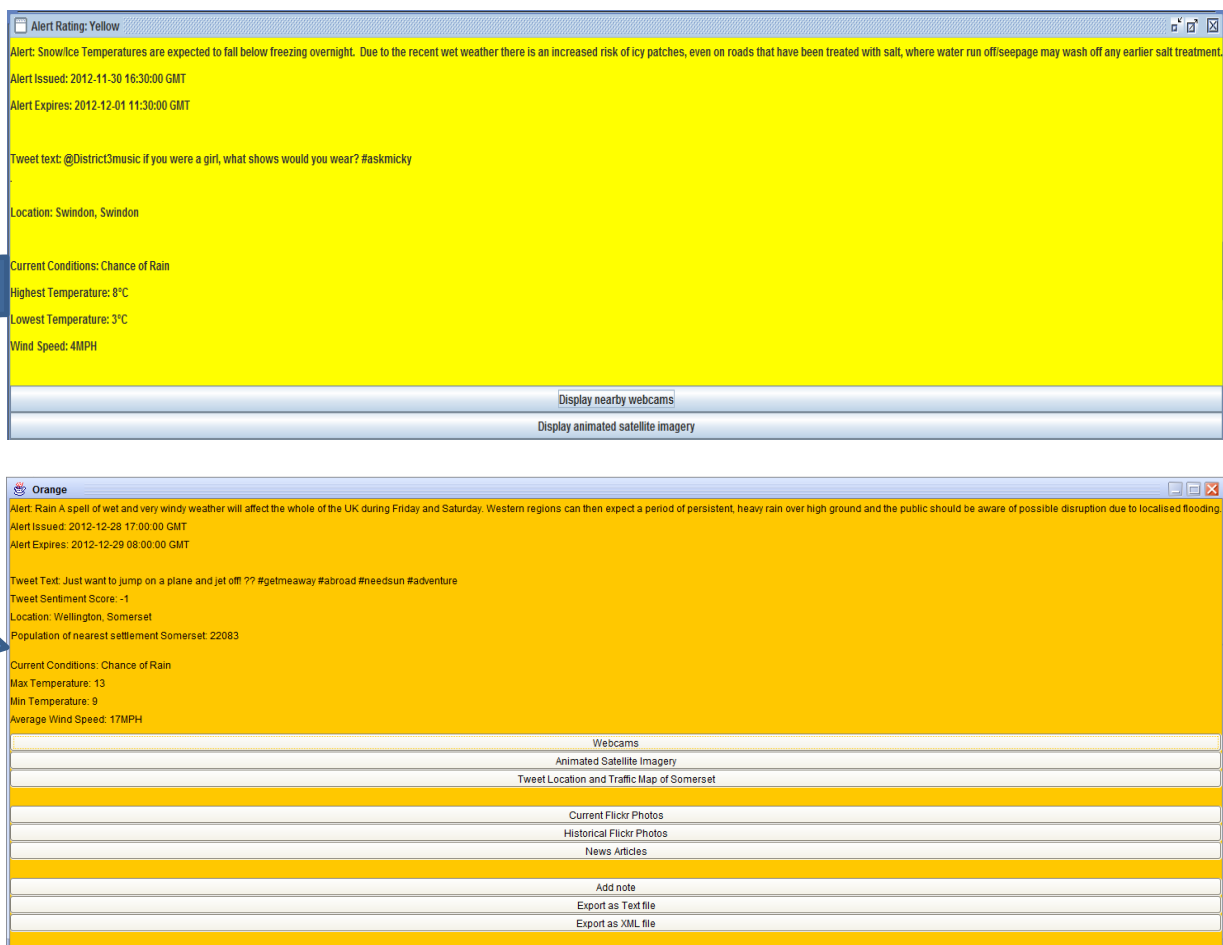 Alert Rating: Yellow
Alert: Snow/Ice Temperatures are expected to fall below freezing overnight. Due to the recent wet weather there is an increased risk of icy patches, even on roads that have been treated with salt, where water run off/seepage may wash off any earlier salt treatment.
Alert Issued: 2012-11-30 16:30:00 GMT
Alert Expires: 2012-12-01 11:30:00 GMT
Tweet text: @District3music if you were a girl, what shows would you wear? #askmicky
.
Location: Swindon, Swindon
Current Conditions: Chance of Rain
Highest Temperature: 8°C
Lowest Temperature: 3°C
Wind Speed: 4MPH
Display nearby webcams
Display animated satellite imagery
Orange
Alert: Rain A spell of wet and very windy weather will affect the whole of the UK during Friday and Saturday. Western regions can then expect a period of persistent, heavy rain over high ground and the public should be aware of possible disruption due to localised flooding.
Alert Issued: 2012-12-28 17:00:00 GMT
Alert Expires: 2012-12-29 08:00:00 GMT
Tweet Text: Just want to jump on a plane and jet off! ?? #getmeaway #abroad #needsun #adventure
Tweet Sentiment Score: -1
Location: Wellington, Somerset
Population of nearest settlement Somerset: 22083
Current Conditions: Chance of Rain
Max Temperature: 13
Min Temperature: 9
Average Wind Speed: 17MPH
Webcams
Animated Satellite Imagery
Tweet Location and Traffic Map of Somerset
Current Flickr Photos
Historical Flickr Photos
News Articles
Add note
Export as Text file
Export as XML file